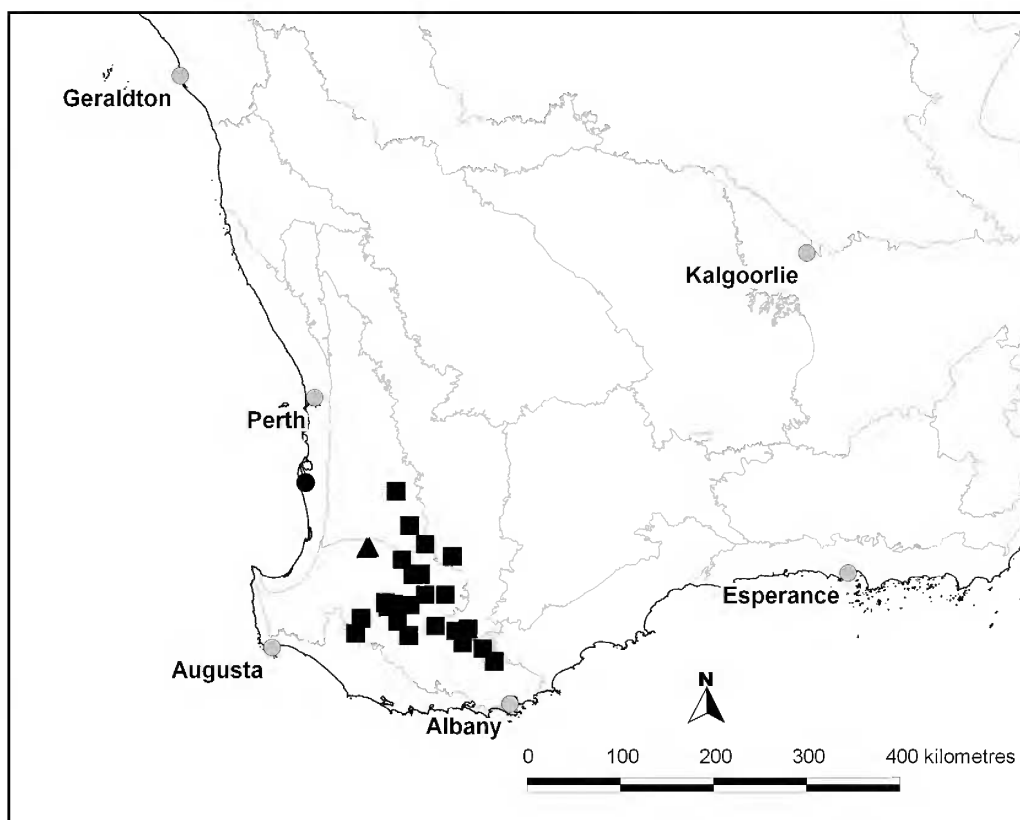 Geraldton
Kalgoorlie
Perth
Esperance
Augusta
Albany
N
0 100 200 300 400 kilometres